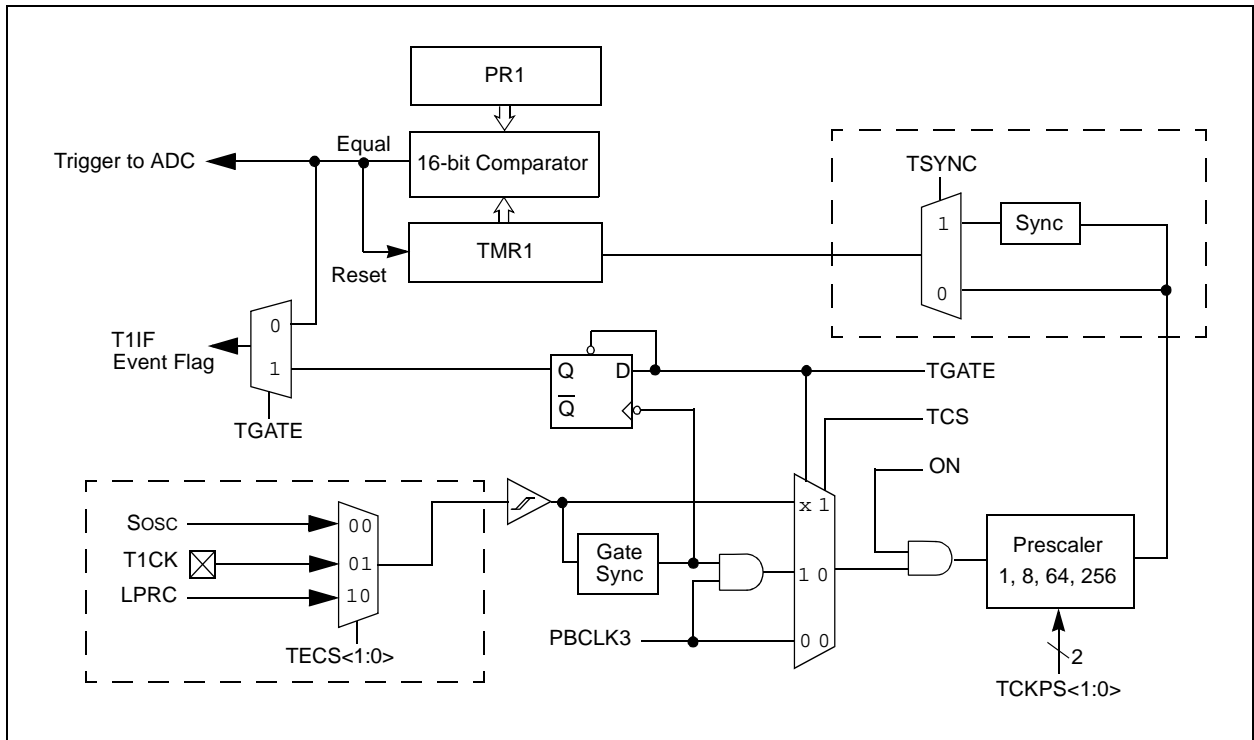 PR1
Equal
16-bit Comparator
Trigger to ADC
TSYNC
1
Sync
TMR1
Reset
0
0
T1IF
Event Flag
1
Q
D
Q̅
TGATE
TGATE
TCS
ON
SOSC
00
x 1
T1CK
01
Gate
Sync
1 0
Prescaler
1, 8, 64, 256
LPRC
10
PBCLK3
0 0
TECS<1:0>
2
TCKPS<1:0>